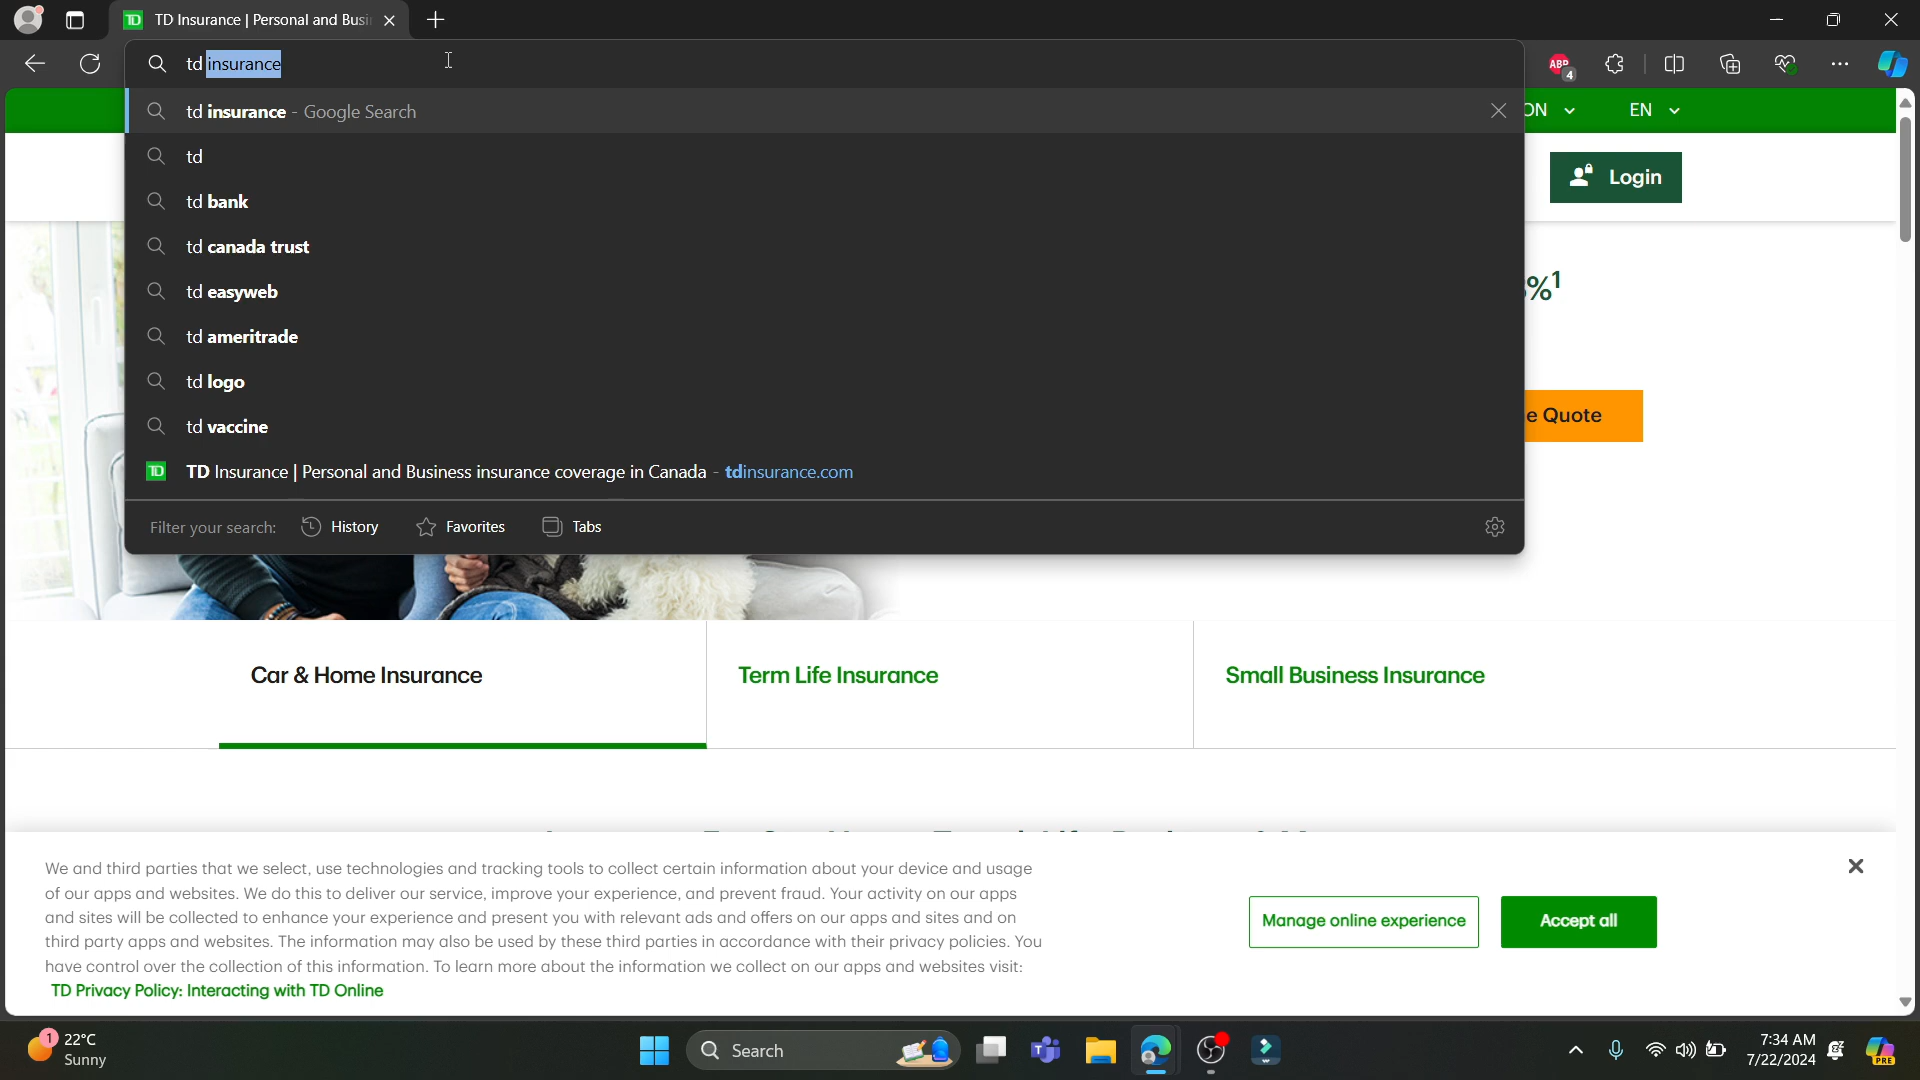 TD Insurance | Personal and Busi
td insurance
ABP 4
td insurance - Google Search
ON
EN
td
Login
td bank
td canada trust
td easyweb
%1
td ameritrade
td logo
e Quote
td vaccine
TD TD Insurance | Personal and Business insurance coverage in Canada - tdinsurance.com
Filter your search: History Favorites Tabs
Car & Home Insurance
Term Life Insurance
Small Business Insurance
We and third parties that we select, use technologies and tracking tools to collect certain information about your device and usage
of our apps and websites. We do this to deliver our service, improve your experience, and prevent fraud. Your activity on our apps
and sites will be collected to enhance your experience and present you with relevant ads and offers on our apps and sites and on
third party apps and websites. The information may also be used by these third parties in accordance with their privacy policies. You
have control over the collection of this information. To learn more about the information we collect on our apps and websites visit:
TD Privacy Policy: Interacting with TD Online
Manage online experience
Accept all
1
22°C
Sunny
Search
7:34 AM
7/22/2024
PRE